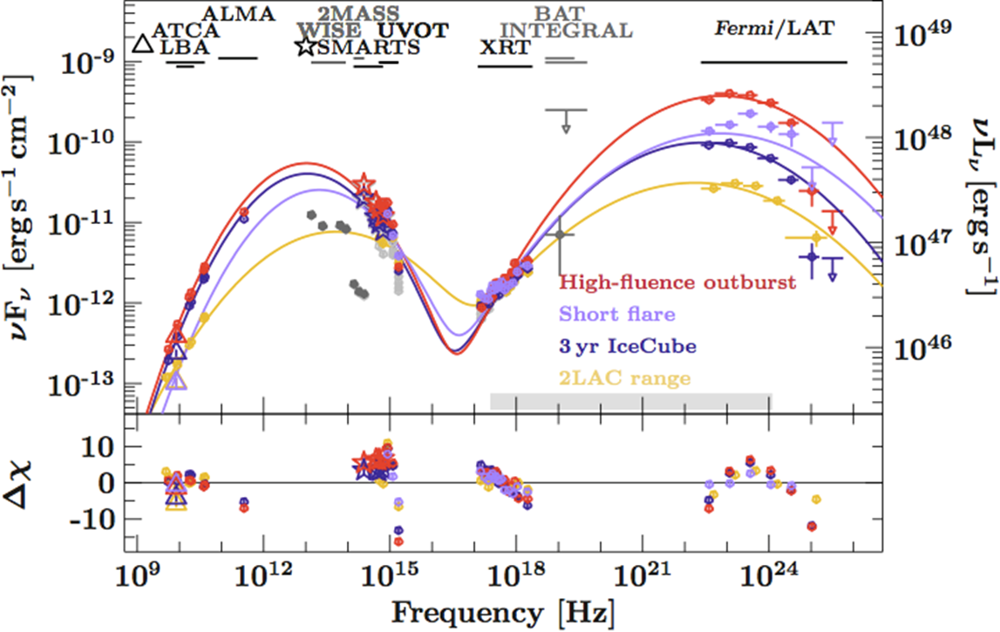 ALMA 2MASS BAT
ATCA WISE UVOT INTEGRAL Fermi/LAT
LBA SMARTS XRT
10^49
10^-9
10^-10
10^48
10^-11
10^47
10^-12
10^46
10^-13
νFν [erg s^-1 cm^-2]
νLν [erg s^-1]
High-fluence outburst
Short flare
3 yr IceCube
2LAC range
10
0
-10
Δχ
10^9 10^12 10^15 10^18 10^21 10^24
Frequency [Hz]